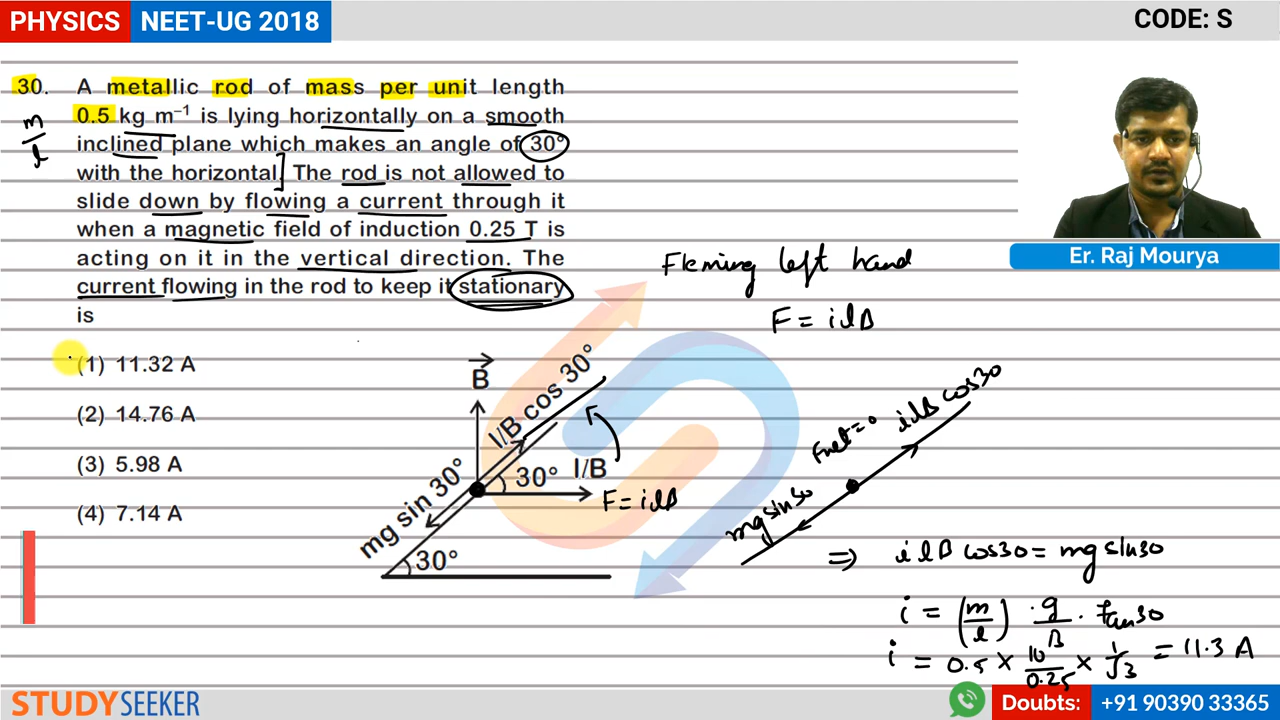 PHYSICS NEET-UG 2018
CODE: S
30. A metallic rod of mass per unit length
0.5 kg m⁻¹ is lying horizontally on a smooth
inclined plane which makes an angle of 30°
with the horizontal. The rod is not allowed to
slide down by flowing a current through it
when a magnetic field of induction 0.25 T is
acting on it in the vertical direction. The
current flowing in the rod to keep it stationary
is
m/l
(1) 11.32 A
(2) 14.76 A
(3) 5.98 A
(4) 7.14 A
Er. Raj Mourya
Fleming left hand
F = ilB
B
I/B cos 30°
30°
I/B
F = ilB
mg sin 30°
30°
Fnet = 0
ilB cos30
mg sin30
⇒ ilB cos30 = mg sin30
i = (m/l) · g/B · tan30
i = 0.5 × 10/0.25 × 1/√3 = 11.3 A
STUDYSEEKER
Doubts: +91 90390 33365